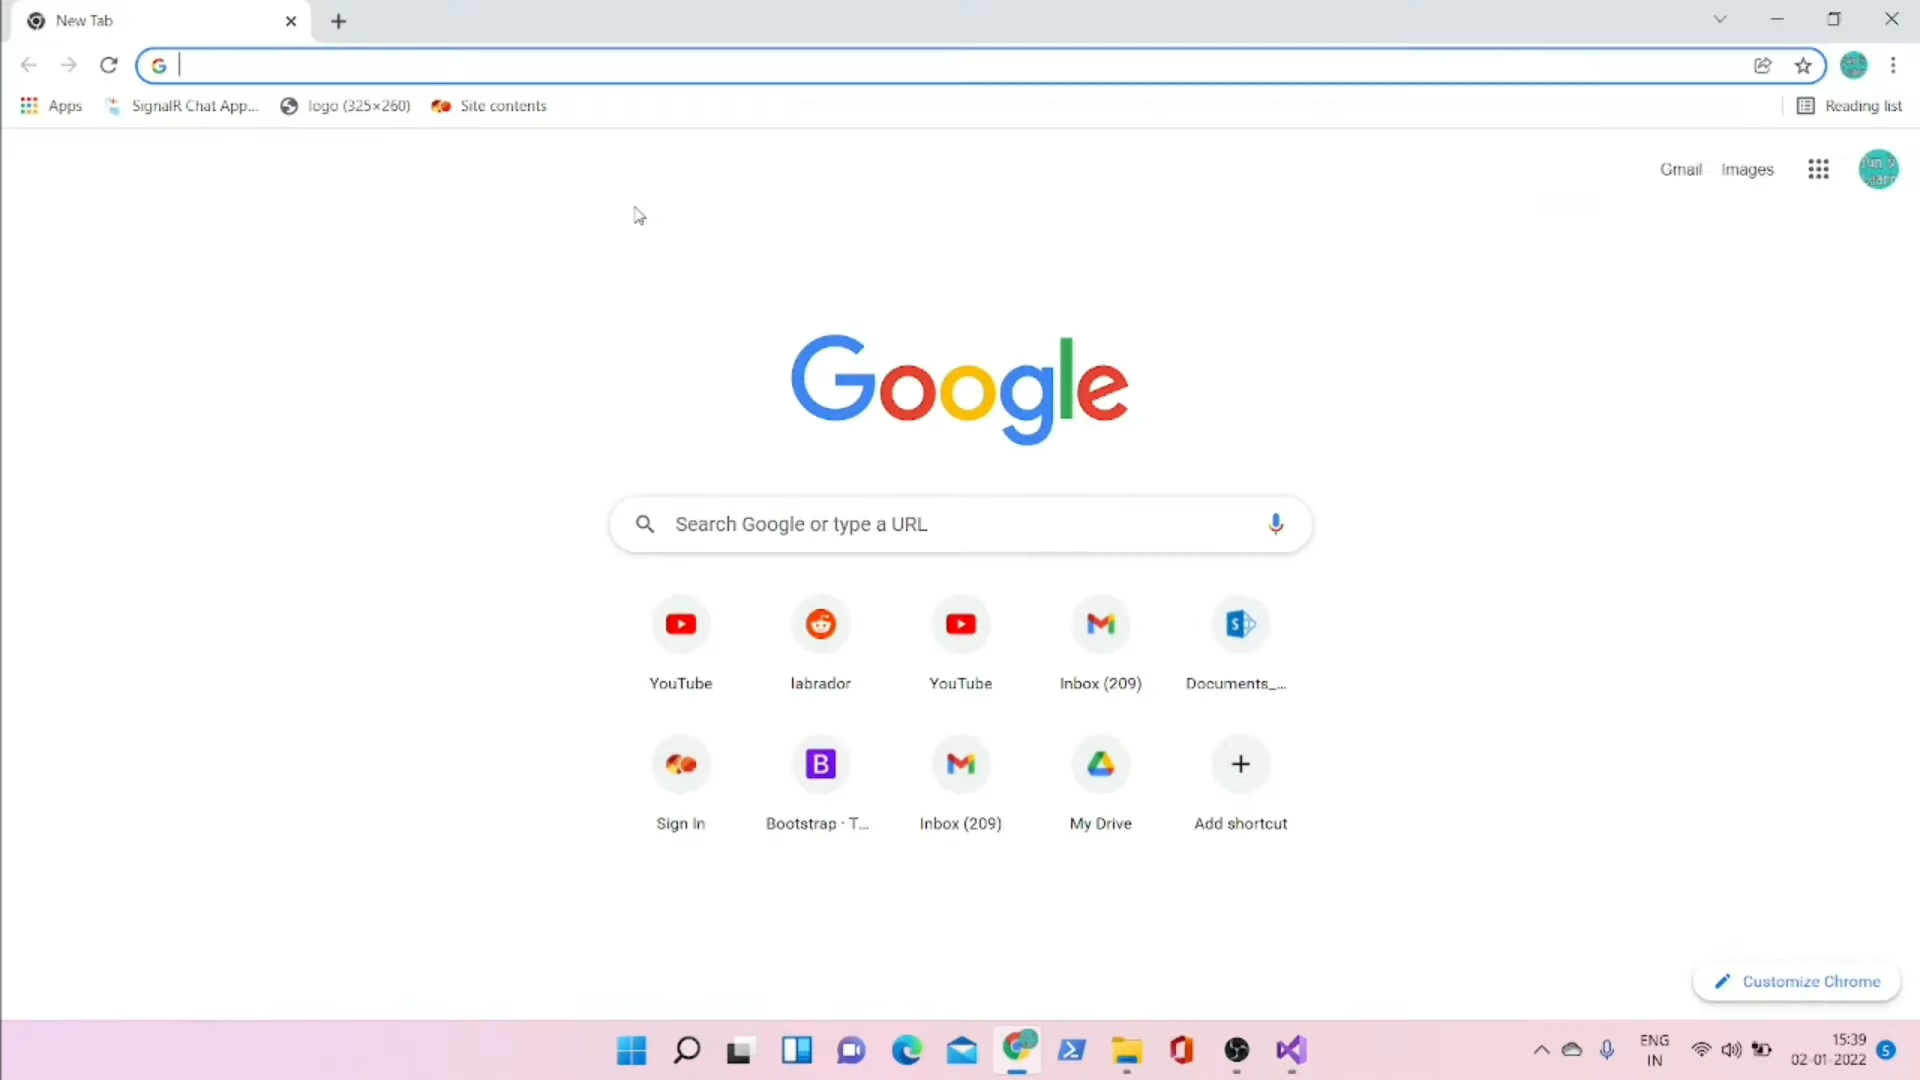 New Tab
Apps
SignalR Chat App...
logo (325×260)
Site contents
Reading list
Gmail
Images
Google
Search Google or type a URL
YouTube
labrador
YouTube
Inbox (209)
Documents_...
Sign In
Bootstrap · T...
Inbox (209)
My Drive
Add shortcut
Customize Chrome
ENG
IN
15:39
02-01-2022
5